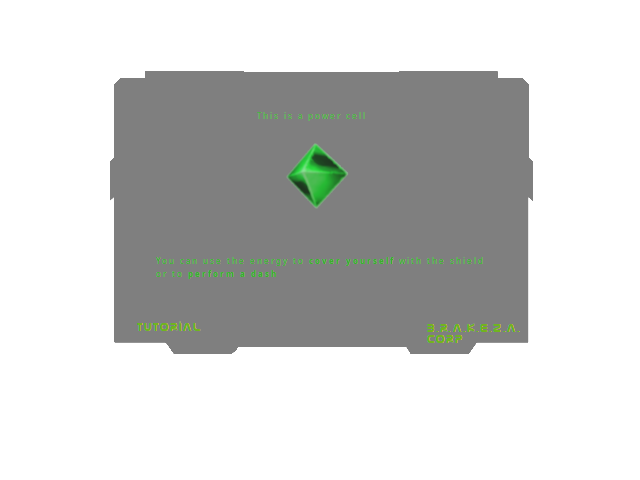 This is a power cell
You can use the energy to cover yourself with the shield
or to perform a dash
TUTORIAL
B.R.A.K.E.R.A.
CORP